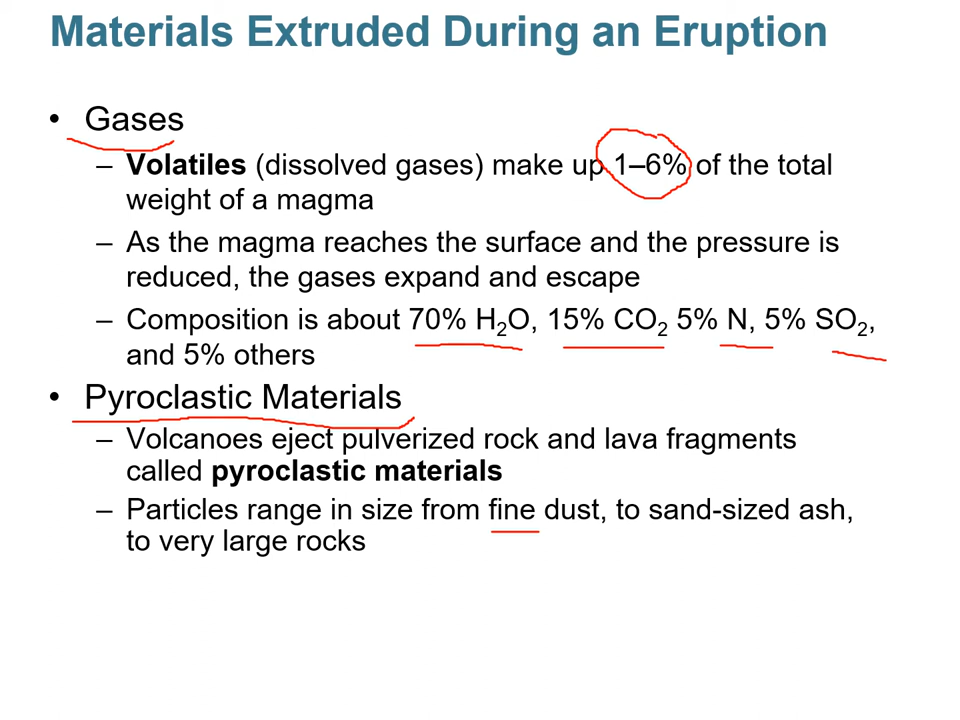 Materials Extruded During an Eruption
• Gases
– Volatiles (dissolved gases) make up 1–6% of the total
weight of a magma
– As the magma reaches the surface and the pressure is
reduced, the gases expand and escape
– Composition is about 70% H₂O, 15% CO₂ 5% N, 5% SO₂,
and 5% others
• Pyroclastic Materials
– Volcanoes eject pulverized rock and lava fragments
called pyroclastic materials
– Particles range in size from fine dust, to sand-sized ash,
to very large rocks